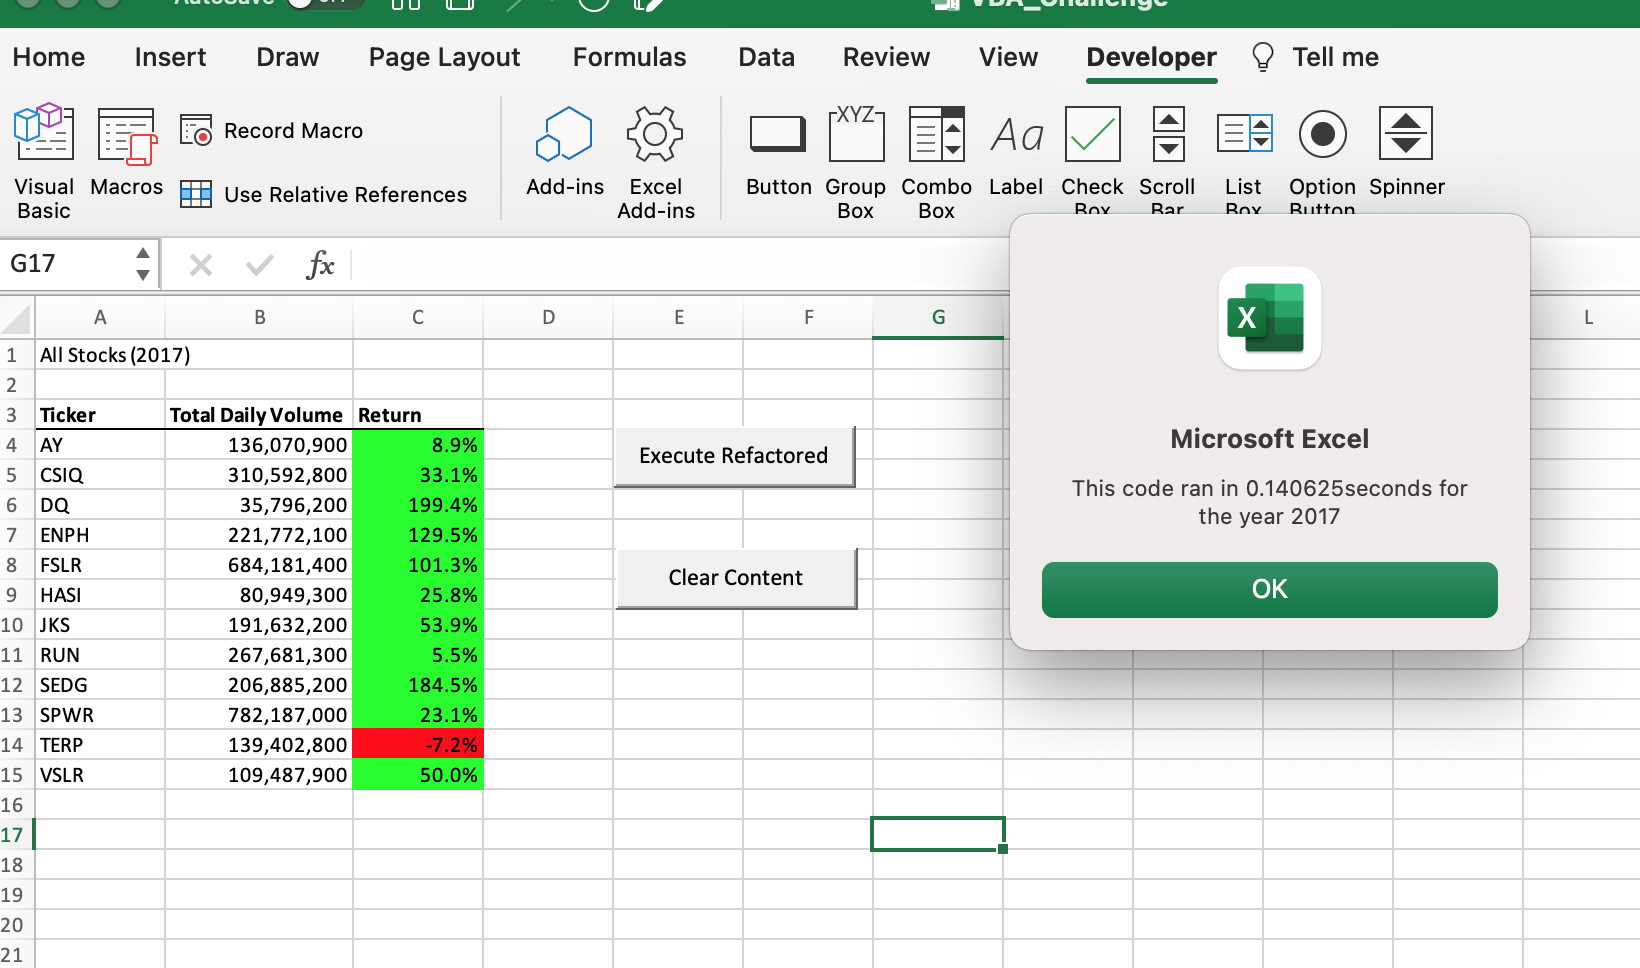 AutoSave
VBA_Challenge
Home Insert Draw Page Layout Formulas Data Review View Developer Tell me
Visual Basic
Macros
Record Macro
Use Relative References
Add-ins
Excel Add-ins
Button
XYZ
Group Box
Combo Box
Aa
Label
Check Box
Scroll Bar
List Box
Option Button
Spinner
G17 fx
A B C D E F G L
1 All Stocks (2017)
2
3 Ticker Total Daily Volume Return
4 AY 136,070,900 8.9%
5 CSIQ 310,592,800 33.1%
6 DQ 35,796,200 199.4%
7 ENPH 221,772,100 129.5%
8 FSLR 684,181,400 101.3%
9 HASI 80,949,300 25.8%
10 JKS 191,632,200 53.9%
11 RUN 267,681,300 5.5%
12 SEDG 206,885,200 184.5%
13 SPWR 782,187,000 23.1%
14 TERP 139,402,800 -7.2%
15 VSLR 109,487,900 50.0%
16
17
18
19
20
21
Execute Refactored
Clear Content
X
Microsoft Excel
This code ran in 0.140625seconds for
the year 2017
OK